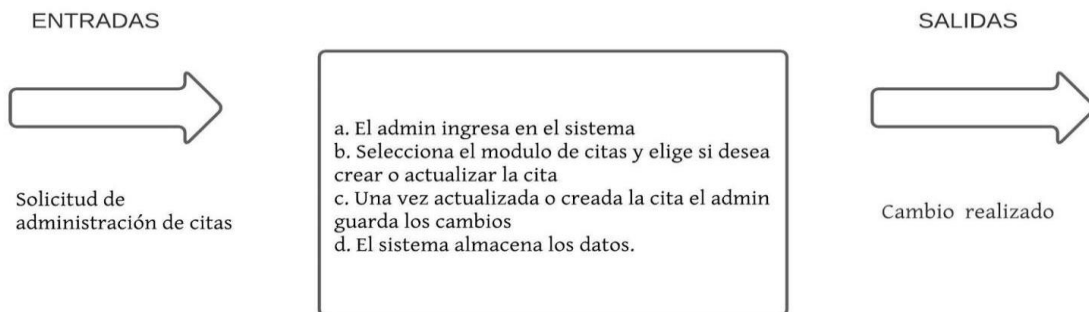 ENTRADAS
SALIDAS
Solicitud de
administración de citas
a. El admin ingresa en el sistema
b. Selecciona el modulo de citas y elige si desea
crear o actualizar la cita
c. Una vez actualizada o creada la cita el admin
guarda los cambios
d. El sistema almacena los datos.
Cambio realizado